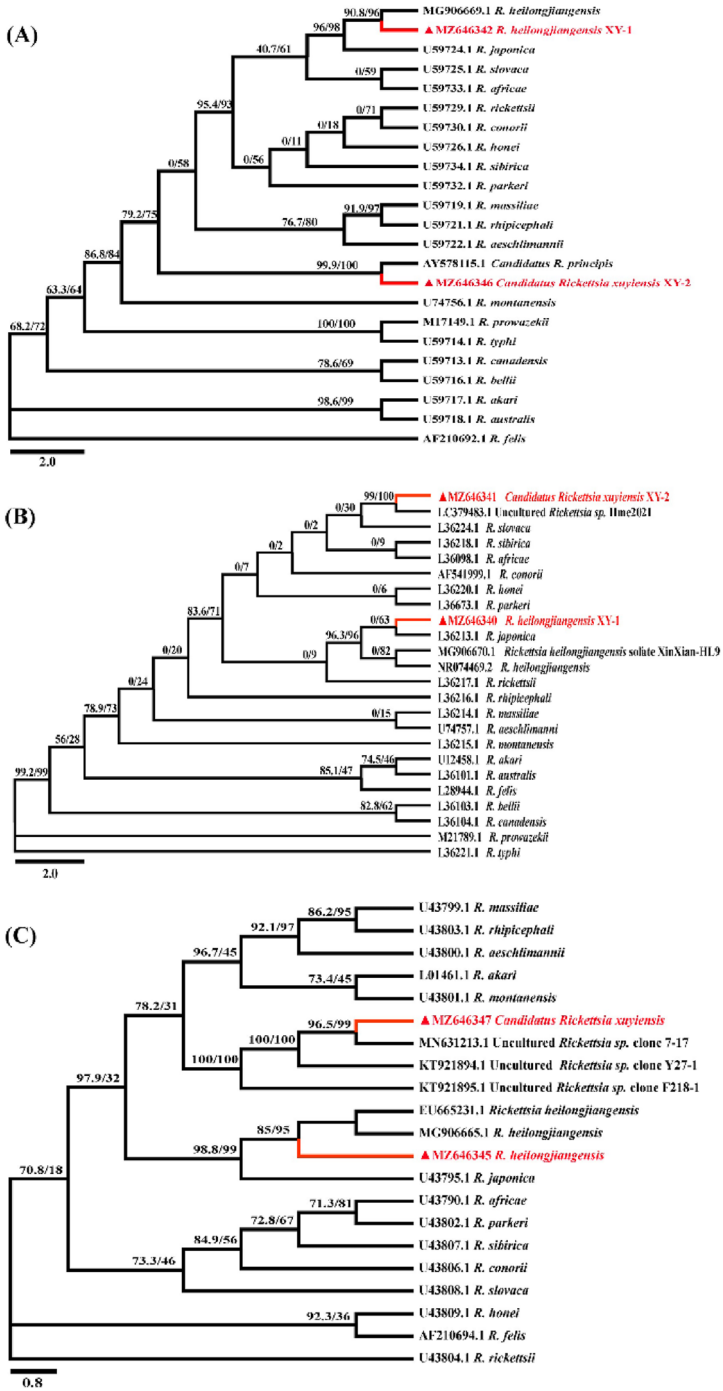 (A)
90.8/96
MG906669.1 R. heilongjiangensis
96/98
▲MZ646342 R. heilongjiangensis XY-1
40.7/61
U59724.1 R. japonica
0/59
U59725.1 R. slovaca
U59733.1 R. africae
95.4/93
0/71
U59729.1 R. rickettsii
0/18
U59730.1 R. conorii
0/11
U59726.1 R. honei
0/58
0/56
U59734.1 R. sibirica
U59732.1 R. parkeri
91.9/97
U59719.1 R. massiliae
79.2/75
76.7/80
U59721.1 R. rhipicephali
U59722.1 R. aeschlimannii
86.8/84
99.9/100
AY578115.1 Candidatus R. principis
▲MZ646346 Candidatus Rickettsia xuyiensis XY-2
63.3/64
U74756.1 R. montanensis
68.2/72
100/100
M17149.1 R. prowazekii
U59714.1 R. typhi
78.6/69
U59713.1 R. canadensis
U59716.1 R. bellii
98.6/99
U59717.1 R. akari
U59718.1 R. australis
AF210692.1 R. felis
2.0
(B)
99/100
▲MZ646341 Candidatus Rickettsia xuyiensis XY-2
0/30
LC379483.1 Uncultured Rickettsia sp. Hme2021
0/2
L36224.1 R. slovaca
0/2
0/9
L36218.1 R. sibirica
L36098.1 R. africae
0/7
AF541999.1 R. conorii
0/6
L36220.1 R. honei
L36673.1 R. parkeri
83.6/71
0/63
▲MZ646340 R. heilongjiangensis XY-1
96.3/96
L36213.1 R. japonica
0/20
0/9
0/82
MG906670.1 Rickettsia heilongjiangensis soliate XinXian-HL9
NR074469.2 R. heilongjiangensis
0/24
L36217.1 R. rickettsii
L36216.1 R. rhipicephali
78.9/73
0/15
L36214.1 R. massiliae
U74757.1 R. aeschlimanni
56/28
L36215.1 R. montanensis
74.5/46
U12458.1 R. akari
99.2/99
85.1/47
L36101.1 R. australis
L28944.1 R. felis
82.8/62
L36103.1 R. bellii
L36104.1 R. canadensis
M21789.1 R. prowazekii
L36221.1 R. typhi
2.0
(C)
86.2/95
U43799.1 R. massiliae
92.1/97
U43803.1 R. rhipicephali
96.7/45
U43800.1 R. aeschlimannii
73.4/45
L01461.1 R. akari
U43801.1 R. montanensis
78.2/31
96.5/99
▲MZ646347 Candidatus Rickettsia xuyiensis
100/100
MN631213.1 Uncultured Rickettsia sp. clone 7-17
100/100
KT921894.1 Uncultured Rickettsia sp. clone Y27-1
97.9/32
KT921895.1 Uncultured Rickettsia sp. clone F218-1
EU665231.1 Rickettsia heilongjiangensis
85/95
MG906665.1 R. heilongjiangensis
98.8/99
▲MZ646345 R. heilongjiangensis
70.8/18
U43795.1 R. japonica
71.3/81
U43790.1 R. africae
72.8/67
U43802.1 R. parkeri
84.9/56
U43807.1 R. sibirica
73.3/46
U43806.1 R. conorii
U43808.1 R. slovaca
92.3/36
U43809.1 R. honei
AF210694.1 R. felis
U43804.1 R. rickettsii
0.8